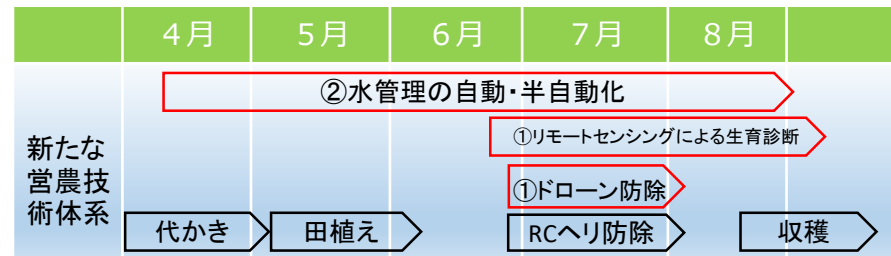 4月 5月 6月 7月 8月
②水管理の自動・半自動化
①リモートセンシングによる生育診断
新たな
営農技
術体系
①ドローン防除
代かき 田植え RCヘリ防除 収穫